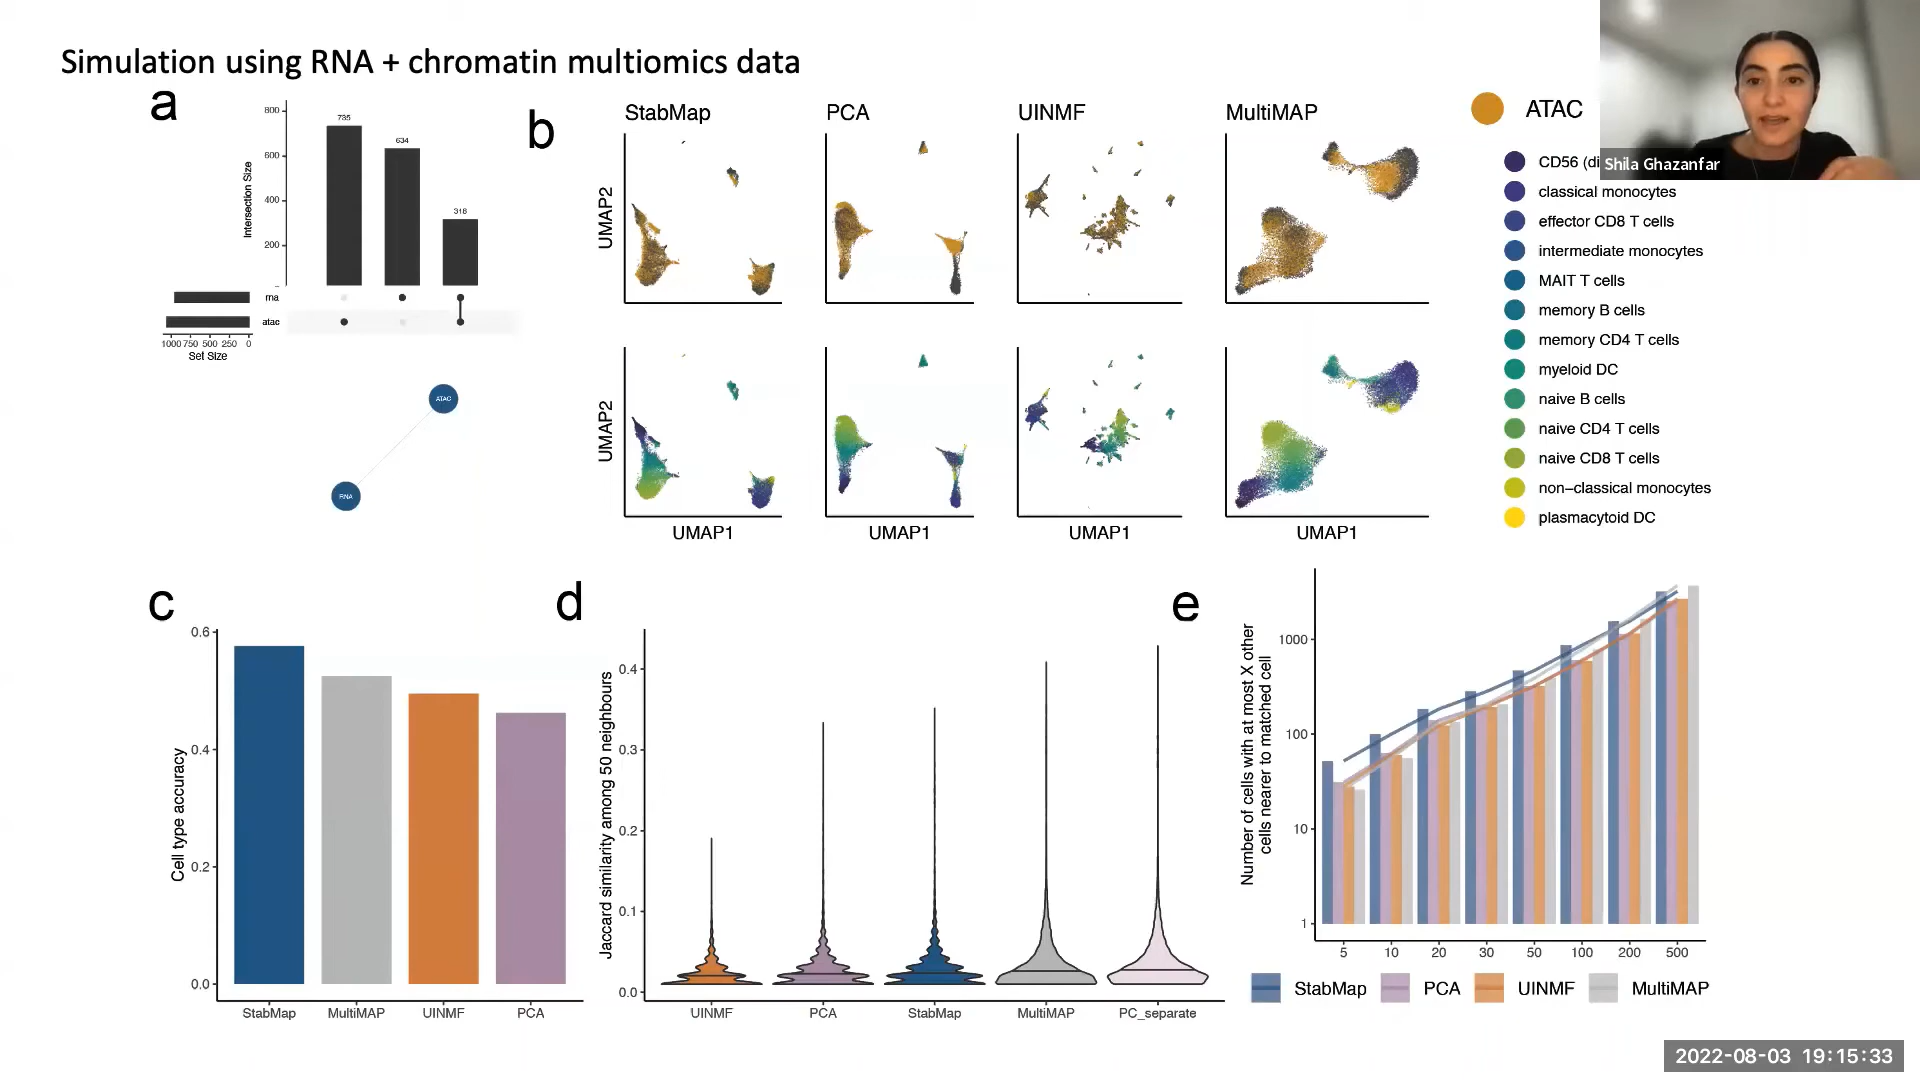 Simulation using RNA + chromatin multiomics data
a
800
600
400
200
Intersection Size
735
634
318
rna
atac
1000 750 500 250 0
Set Size
ATAC
RNA
b
StabMap
PCA
UINMF
MultiMAP
UMAP2
UMAP2
UMAP1
UMAP1
UMAP1
UMAP1
ATAC
CD56 (di
classical monocytes
effector CD8 T cells
intermediate monocytes
MAIT T cells
memory B cells
memory CD4 T cells
myeloid DC
naive B cells
naive CD4 T cells
naive CD8 T cells
non–classical monocytes
plasmacytoid DC
Shila Ghazanfar
c
Cell type accuracy
0.6
0.4
0.2
0.0
StabMap
MultiMAP
UINMF
PCA
d
Jaccard similarity among 50 neighbours
0.4
0.3
0.2
0.1
0.0
UINMF
PCA
StabMap
MultiMAP
PC_separate
e
Number of cells with at most X other
cells nearer to matched cell
1000
100
10
1
5 10 20 30 50 100 200 500
StabMap
PCA
UINMF
MultiMAP
2022-08-03 19:15:33